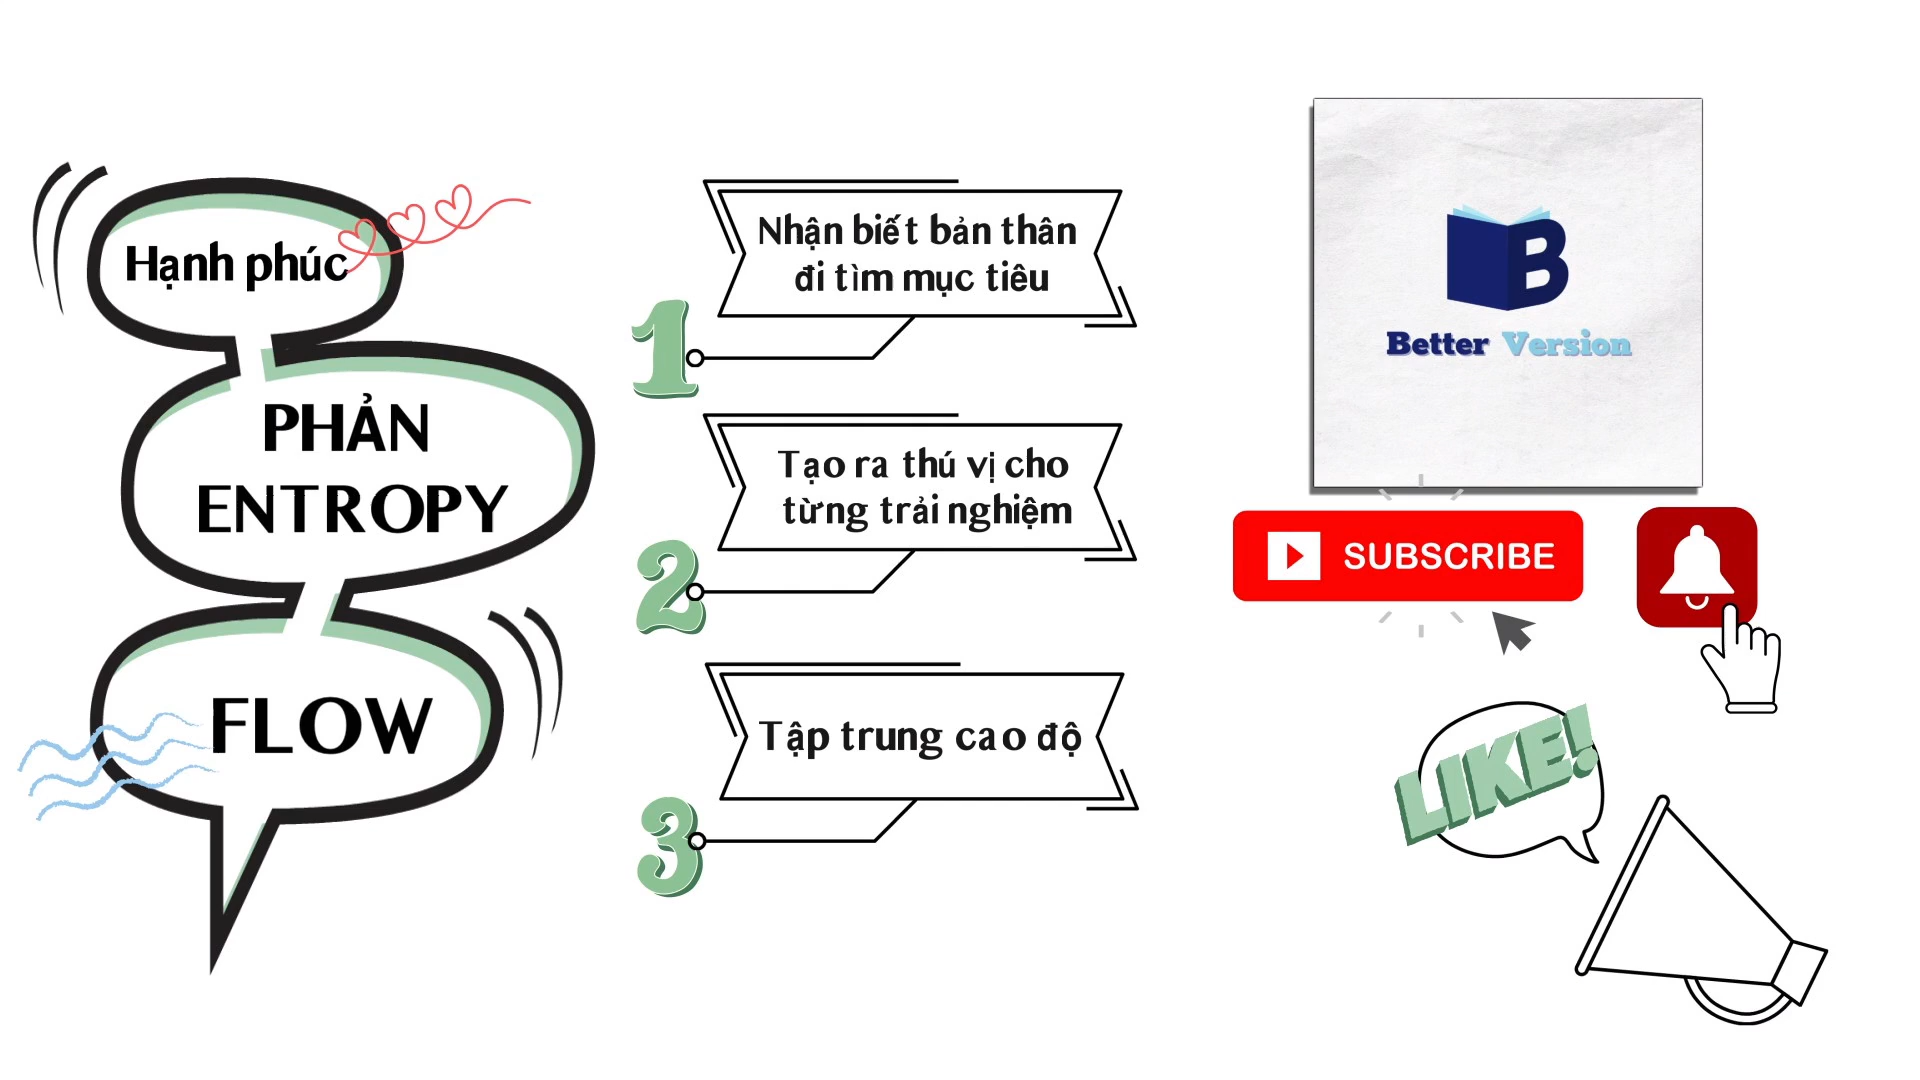 Hạnh phúc
PHẢN
ENTROPY
FLOW
1
Nhận biết bản thân
đi tìm mục tiêu
2
Tạo ra thú vị cho
từng trải nghiệm
3
Tập trung cao độ
B
Better Version
SUBSCRIBE
LIKE!